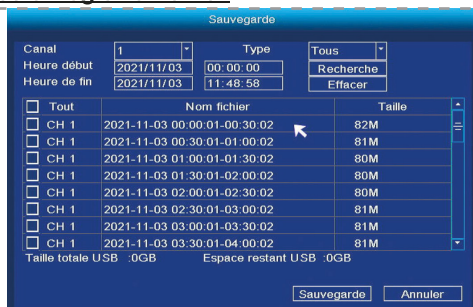 Sauvegarde
Canal 1 Type Tous
Heure début 2021/11/03 00:00:00 Recherche
Heure de fin 2021/11/03 11:48:58 Effacer
Tout Nom fichier Taille
CH 1 2021-11-03 00:00:01-00:30:02 82M
CH 1 2021-11-03 00:30:01-01:00:02 81M
CH 1 2021-11-03 01:00:01-01:30:02 80M
CH 1 2021-11-03 01:30:01-02:00:02 80M
CH 1 2021-11-03 02:00:01-02:30:02 80M
CH 1 2021-11-03 02:30:01-03:00:02 81M
CH 1 2021-11-03 03:00:01-03:30:02 81M
CH 1 2021-11-03 03:30:01-04:00:02 81M
Taille totale USB :0GB Espace restant USB :0GB
Sauvegarde Annuler